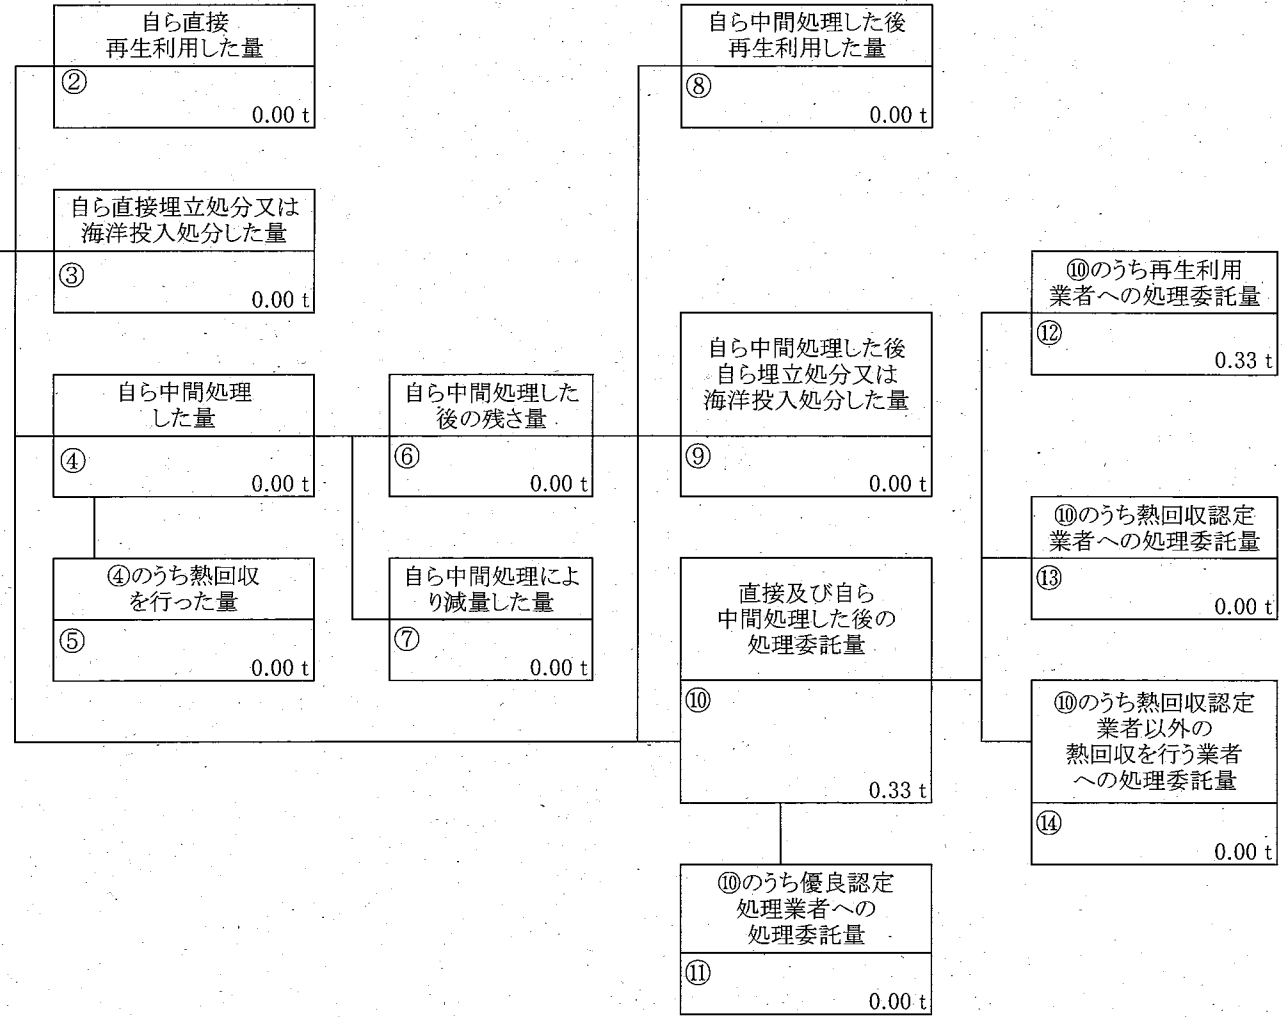 自ら直接
再生利用した量
②
0.00 t
自ら中間処理した後
再生利用した量
⑧
0.00 t
自ら直接埋立処分又は
海洋投入処分した量
③
0.00 t
⑩のうち再生利用
業者への処理委託量
⑫
0.33 t
自ら中間処理した後
自ら埋立処分又は
海洋投入処分した量
⑨
0.00 t
自ら中間処理
した量
④
0.00 t
自ら中間処理した
後の残さ量
⑥
0.00 t
⑩のうち熱回収認定
業者への処理委託量
⑬
0.00 t
④のうち熱回収
を行った量
⑤
0.00 t
自ら中間処理によ
り減量した量
⑦
0.00 t
直接及び自ら
中間処理した後の
処理委託量
⑩
0.33 t
⑩のうち熱回収認定
業者以外の
熱回収を行う業者
への処理委託量
⑭
0.00 t
⑩のうち優良認定
処理業者への
処理委託量
⑪
0.00 t